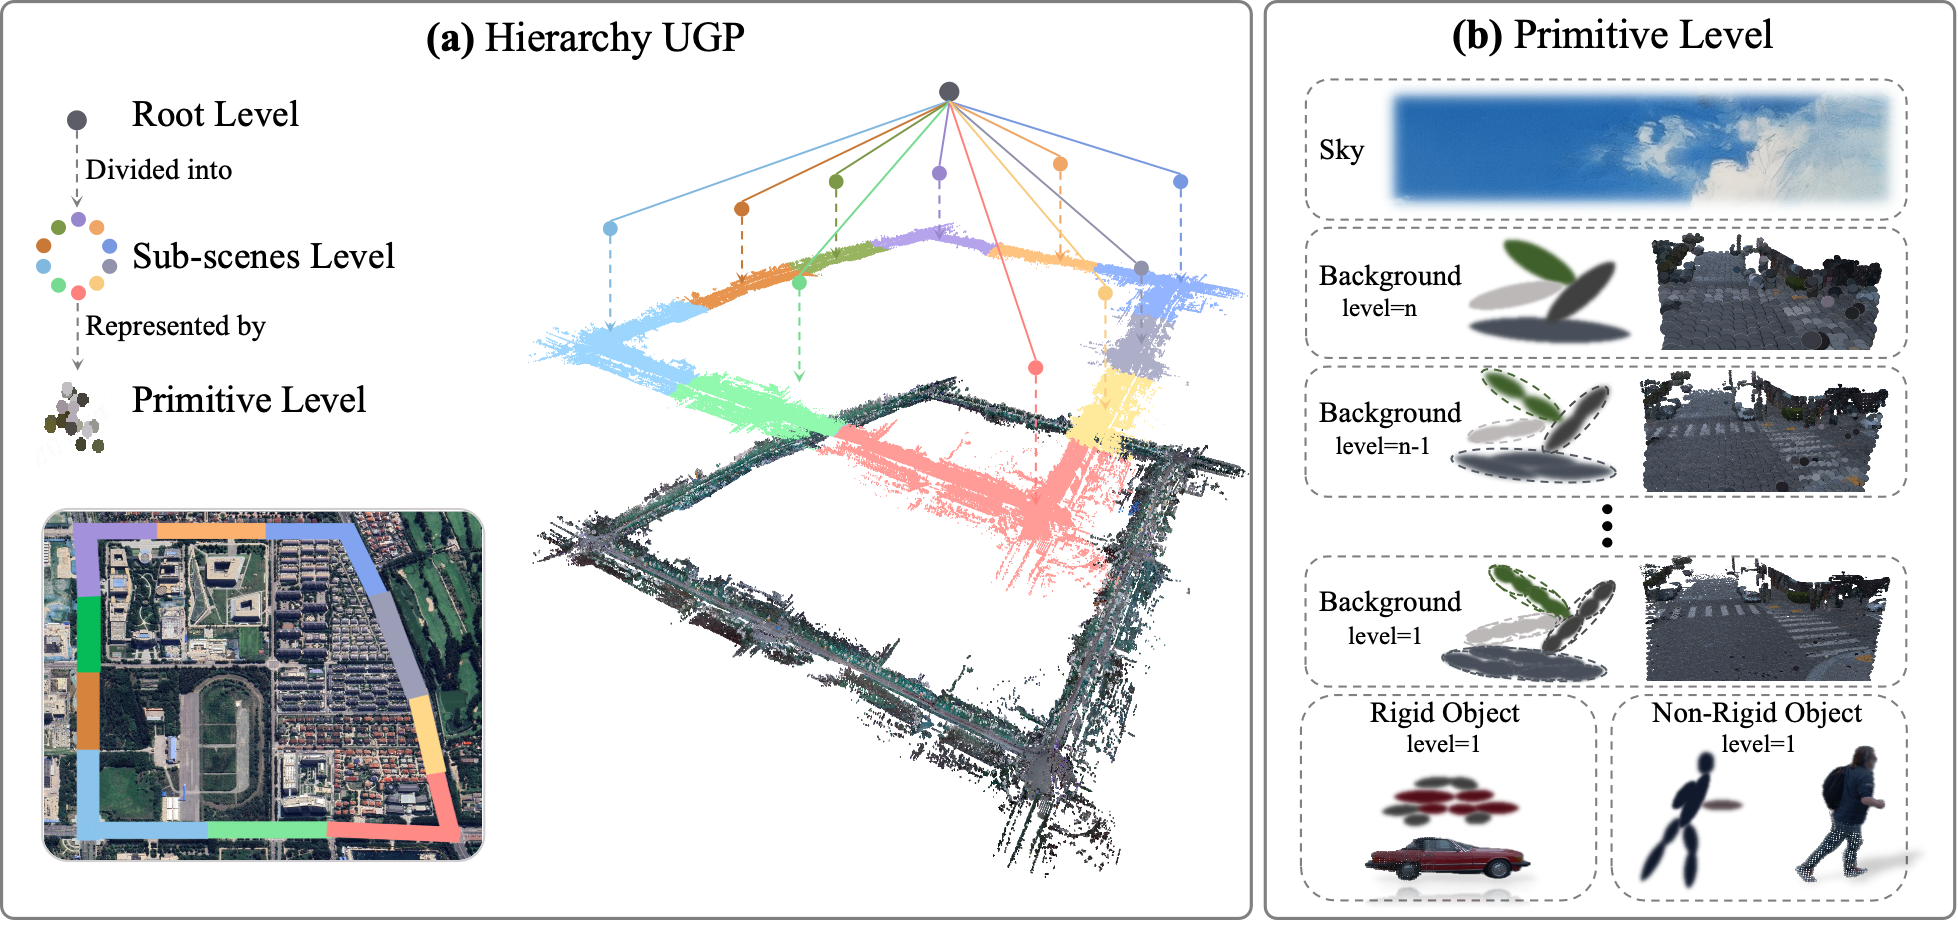 (a) Hierarchy UGP
Root Level
Divided into
Sub-scenes Level
Represented by
Primitive Level
(b) Primitive Level
Sky
Background
level=n
Background
level=n-1
Background
level=1
Rigid Object
level=1
Non-Rigid Object
level=1